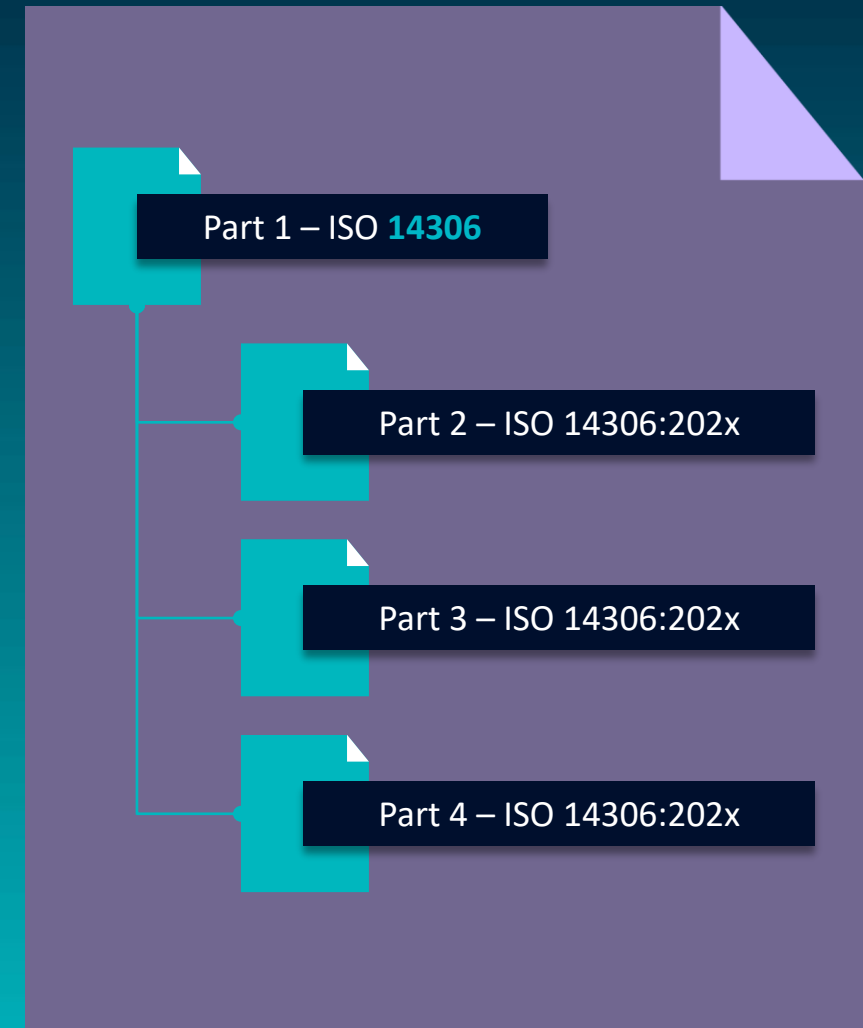 Part 1 – ISO 14306
Part 2 – ISO 14306:202x
Part 3 – ISO 14306:202x
Part 4 – ISO 14306:202x